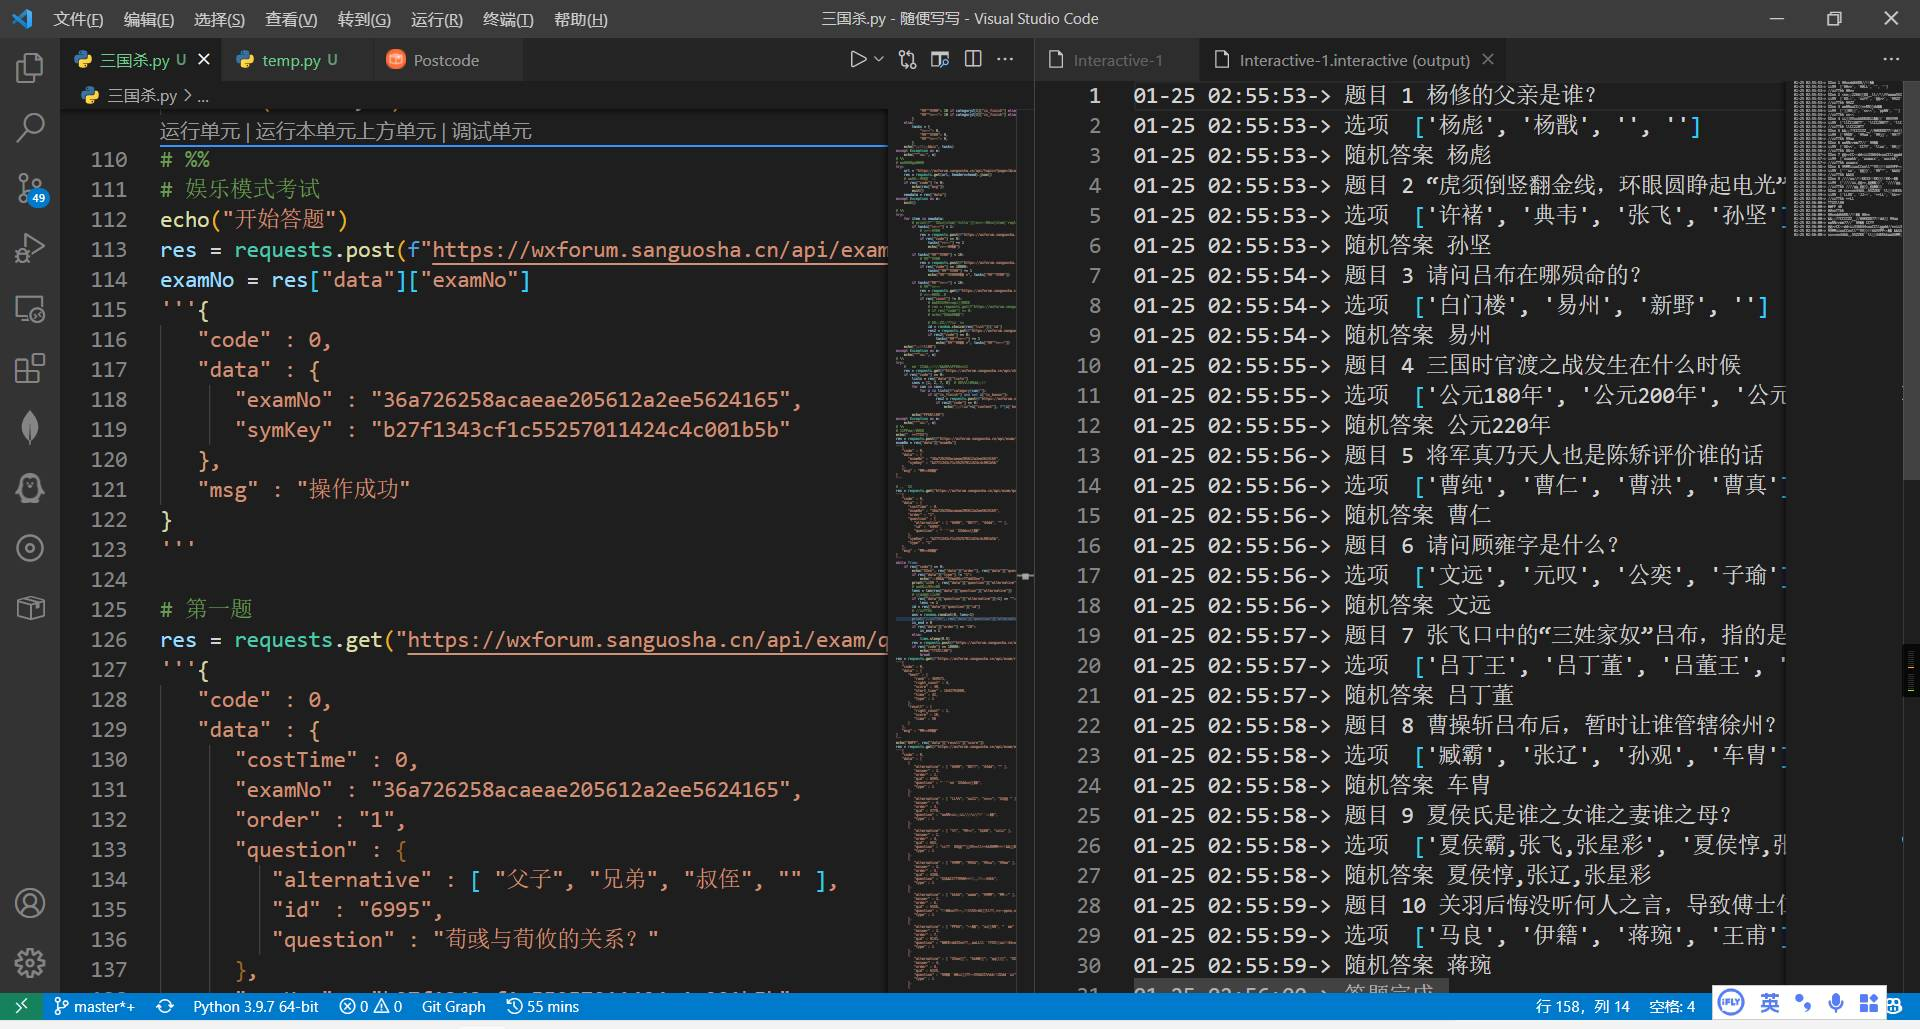 文件(F) 编辑(E) 选择(S) 查看(V) 转到(G) 运行(R) 终端(T) 帮助(H)
三国杀.py - 随便写写 - Visual Studio Code
三国杀.py U
temp.py U
Postcode
Interactive-1
Interactive-1.interactive (output)
三国杀.py > ...
运行单元 | 运行本单元上方单元 | 调试单元
110 # %%
111 # 娱乐模式考试
112 echo("开始答题")
113 res = requests.post(f"https://wxforum.sanguosha.cn/api/exam
114 examNo = res["data"]["examNo"]
115 '''{
116 "code" : 0,
117 "data" : {
118 "examNo" : "36a726258acaeae205612a2ee5624165",
119 "symKey" : "b27f1343cf1c55257011424c4c001b5b"
120 },
121 "msg" : "操作成功"
122 }
123 '''
124
125 # 第一题
126 res = requests.get("https://wxforum.sanguosha.cn/api/exam/q
127 '''{
128 "code" : 0,
129 "data" : {
130 "costTime" : 0,
131 "examNo" : "36a726258acaeae205612a2ee5624165",
132 "order" : "1",
133 "question" : {
134 "alternative" : [ "父子", "兄弟", "叔侄", "" ],
135 "id" : "6995",
136 "question" : "荀彧与荀攸的关系？"
137 },
1 01-25 02:55:53-> 题目 1 杨修的父亲是谁？
2 01-25 02:55:53-> 选项 ['杨彪', '杨戬', '', '']
3 01-25 02:55:53-> 随机答案 杨彪
4 01-25 02:55:53-> 题目 2 “虎须倒竖翻金线，环眼圆睁起电光”
5 01-25 02:55:53-> 选项 ['许褚', '典韦', '张飞', '孙坚']
6 01-25 02:55:53-> 随机答案 孙坚
7 01-25 02:55:54-> 题目 3 请问吕布在哪殒命的？
8 01-25 02:55:54-> 选项 ['白门楼', '易州', '新野', '']
9 01-25 02:55:54-> 随机答案 易州
10 01-25 02:55:55-> 题目 4 三国时官渡之战发生在什么时候
11 01-25 02:55:55-> 选项 ['公元180年', '公元200年', '公元
12 01-25 02:55:55-> 随机答案 公元220年
13 01-25 02:55:55-> 题目 5 将军真乃天人也是陈矫评价谁的话
14 01-25 02:55:55-> 选项 ['曹纯', '曹仁', '曹洪', '曹真']
15 01-25 02:55:56-> 随机答案 曹仁
16 01-25 02:55:56-> 题目 6 请问顾雍字是什么？
17 01-25 02:55:56-> 选项 ['文远', '元叹', '公奕', '子瑜']
18 01-25 02:55:56-> 随机答案 文远
19 01-25 02:55:56-> 题目 7 张飞口中的“三姓家奴”吕布，指的是
20 01-25 02:55:57-> 选项 ['吕丁王', '吕丁董', '吕董王', '
21 01-25 02:55:57-> 随机答案 吕丁董
22 01-25 02:55:58-> 题目 8 曹操斩吕布后，暂时让谁管辖徐州？
23 01-25 02:55:58-> 选项 ['臧霸', '张辽', '孙观', '车胄']
24 01-25 02:55:58-> 随机答案 车胄
25 01-25 02:55:58-> 题目 9 夏侯氏是谁之女谁之妻谁之母？
26 01-25 02:55:58-> 选项 ['夏侯霸,张飞,张星彩', '夏侯惇,张
27 01-25 02:55:58-> 随机答案 夏侯惇,张辽,张星彩
28 01-25 02:55:59-> 题目 10 关羽后悔没听何人之言，导致傅士仁
29 01-25 02:55:59-> 选项 ['马良', '伊籍', '蒋琬', '王甫']
30 01-25 02:55:59-> 随机答案 蒋琬
49
master*+
Python 3.9.7 64-bit
0 0
Git Graph
55 mins
行 158，列 14
空格: 4
iFLY
英